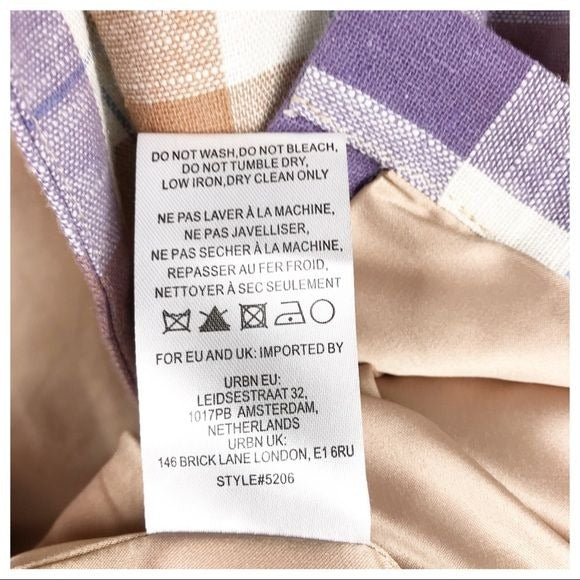 DO NOT WASH,DO NOT BLEACH,
DO NOT TUMBLE DRY,
LOW IRON,DRY CLEAN ONLY
NE PAS LAVER À LA MACHINE,
NE PAS JAVELLISER,
NE PAS SECHER À LA MACHINE,
REPASSER AU FER FROID,
NETTOYER À SEC SEULEMENT
FOR EU AND UK: IMPORTED BY
URBN EU:
LEIDSESTRAAT 32,
1017PB AMSTERDAM,
NETHERLANDS
URBN UK:
146 BRICK LANE LONDON, E1 6RU
STYLE#5206